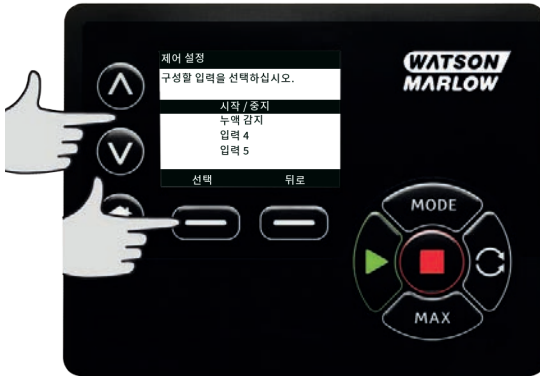 제어 설정
구성할 입력을 선택하십시오.
시작 / 중지
누액 감지
입력 4
입력 5
선택 뒤로
WATSON
MARLOW
MODE
MAX